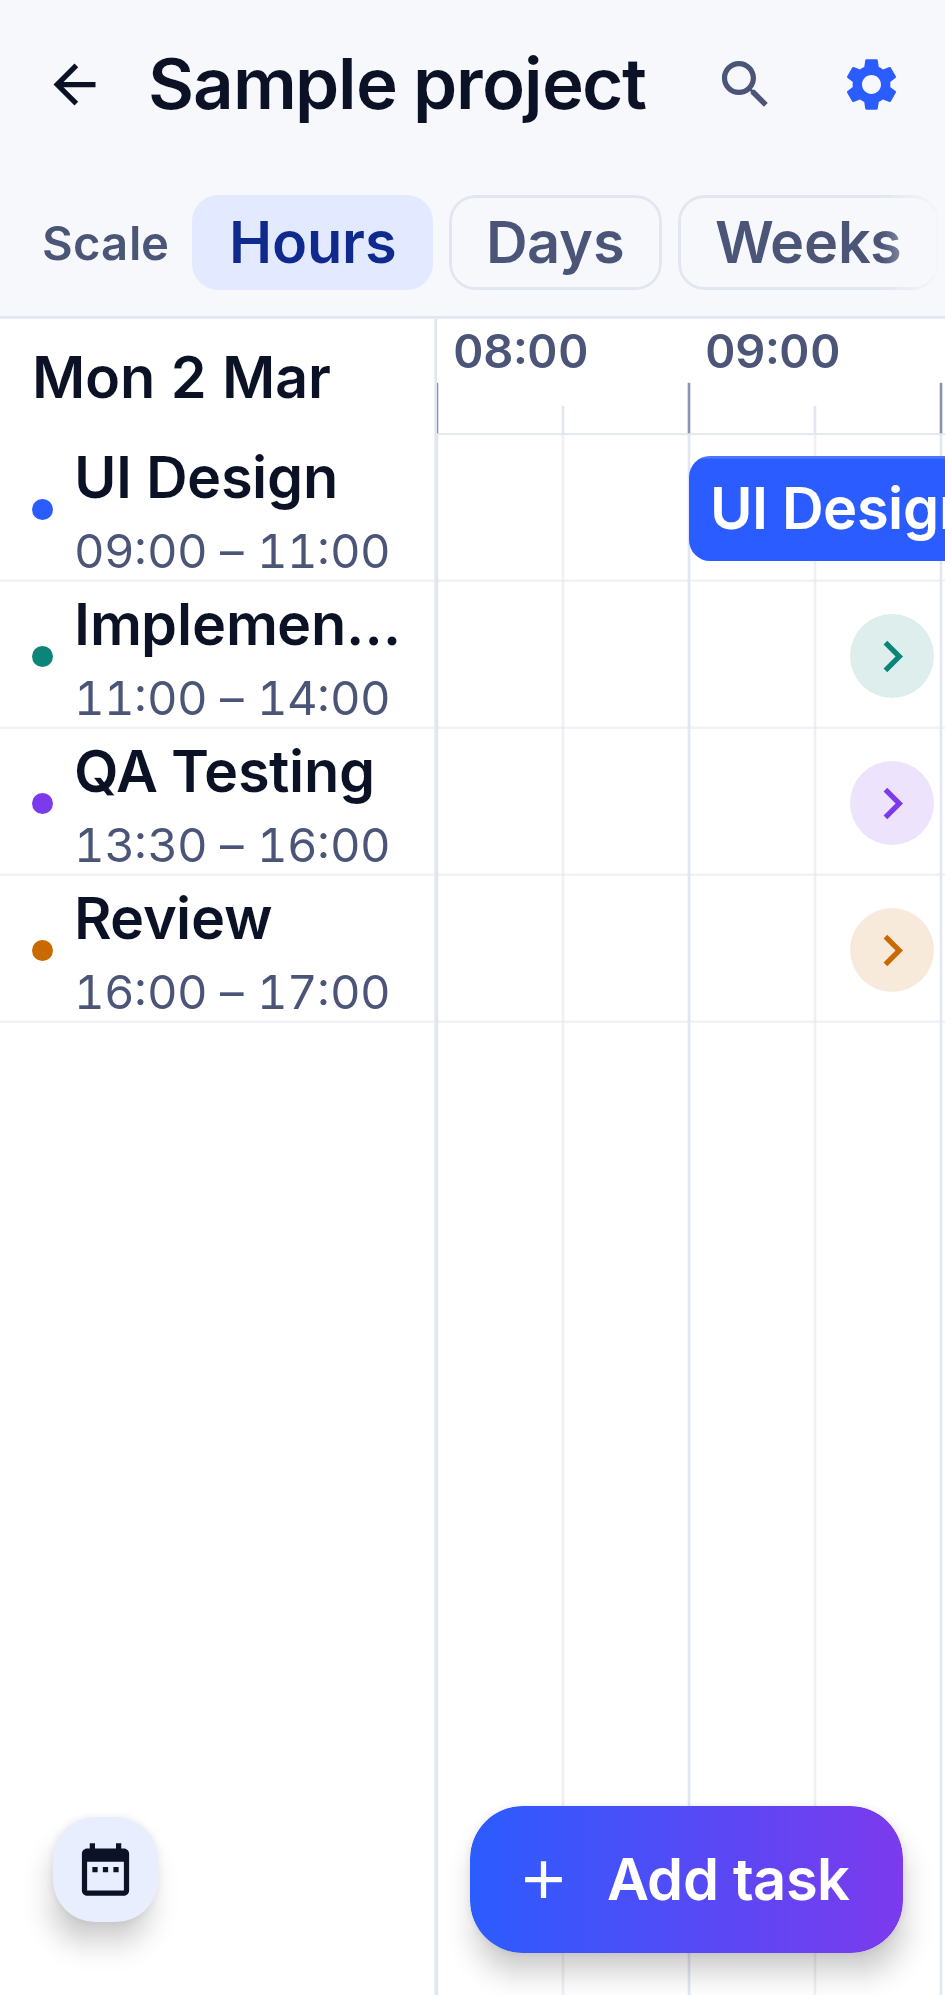 Sample project
Scale Hours Days Weeks
Mon 2 Mar 08:00 09:00
UI Design
09:00 – 11:00
UI Design
Implemen...
11:00 – 14:00
QA Testing
13:30 – 16:00
Review
16:00 – 17:00
+ Add task